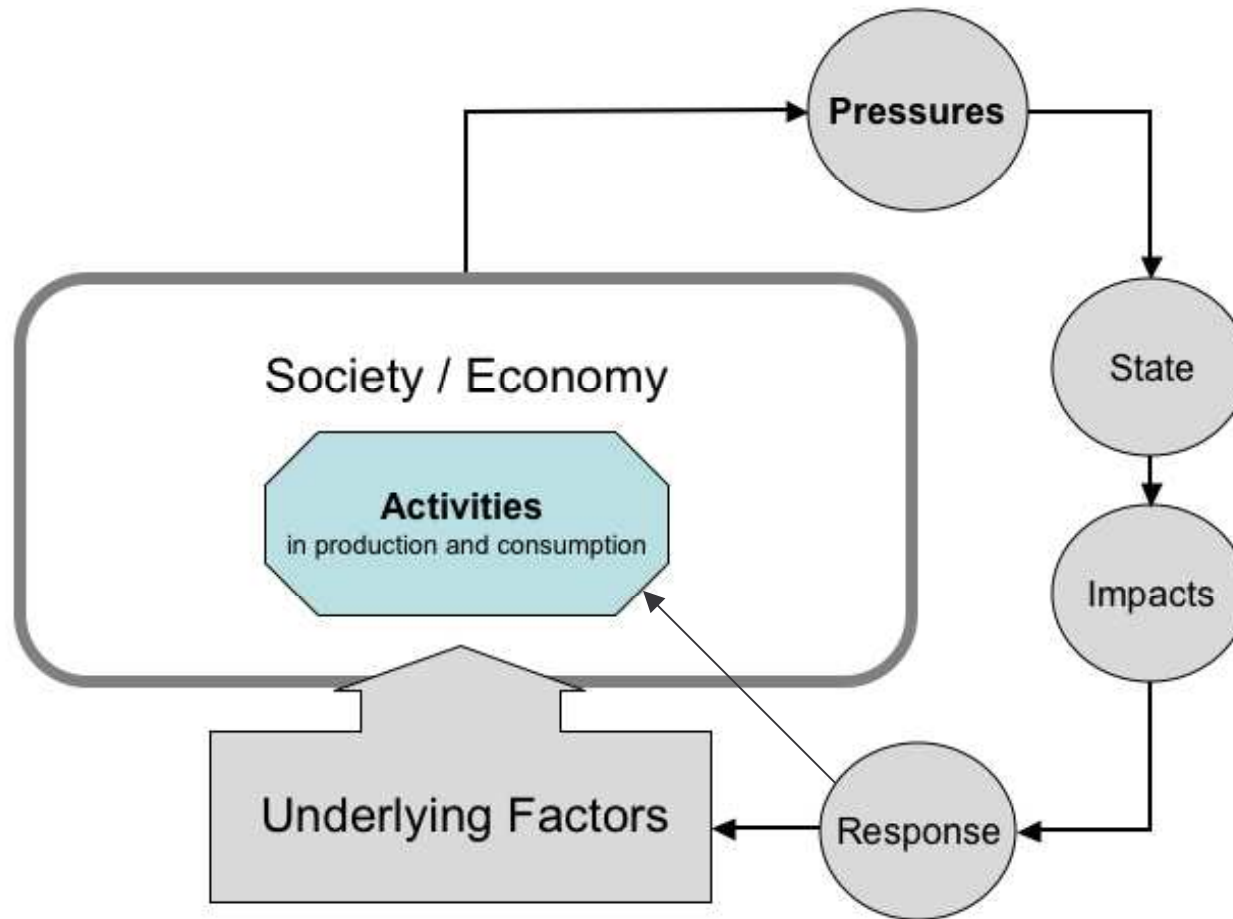 Pressures
Society / Economy
State
Activities
in production and consumption
Impacts
Underlying Factors
Response